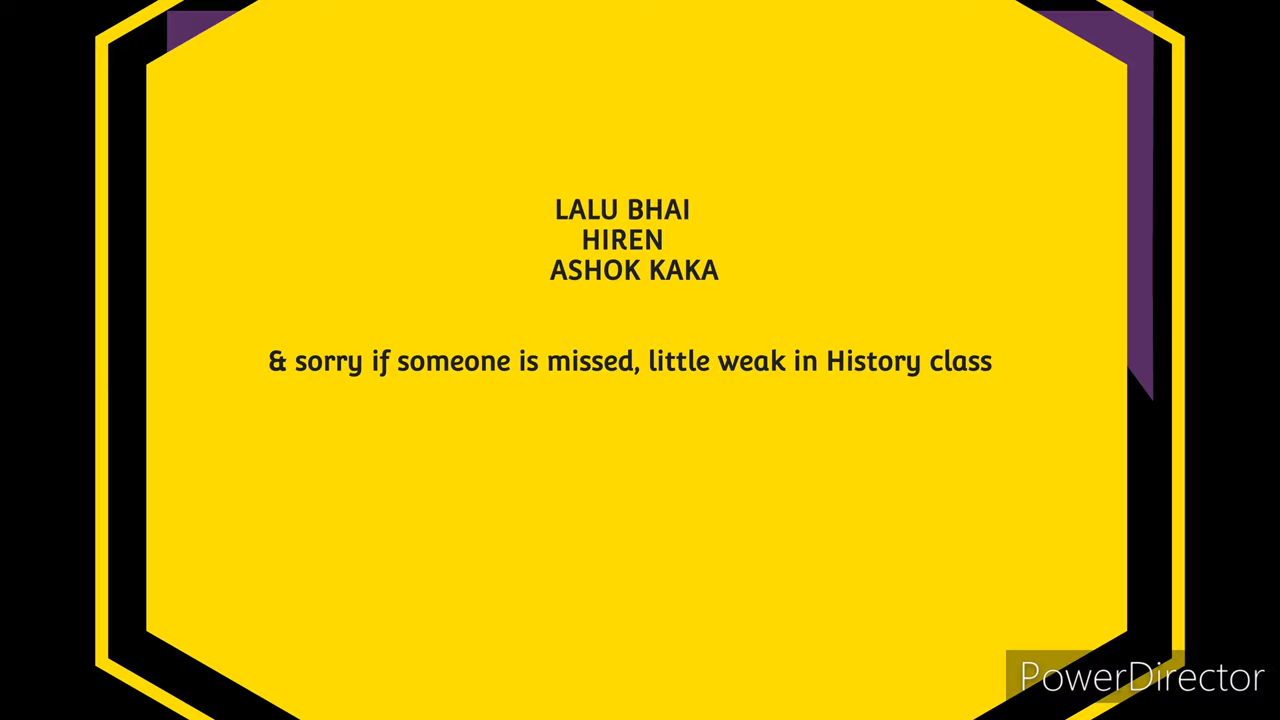 LALU BHAI
HIREN
ASHOK KAKA
& sorry if someone is missed, little weak in History class
PowerDirector